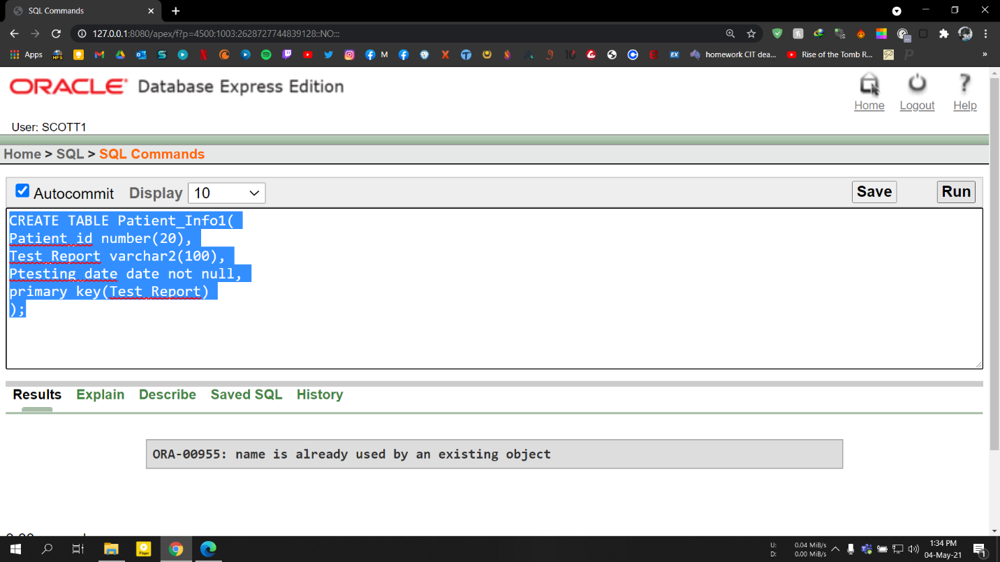 SQL Commands
127.0.0.1:8080/apex/f?p=4500:1003:2628727744839128::NO:::
Apps
M
homework CIT dea...
Rise of the Tomb R...
»
ORACLE® Database Express Edition
Home Logout Help
User: SCOTT1
Home > SQL > SQL Commands
Autocommit Display 10 Save Run
CREATE TABLE Patient_Info1(
Patient_id number(20),
Test_Report varchar2(100),
Ptesting_date date not null,
primary key(Test_Report)
);
Results Explain Describe Saved SQL History
ORA-00955: name is already used by an existing object
U: 0.04 MiB/s
D: 0.00 MiB/s
1:34 PM
04-May-21